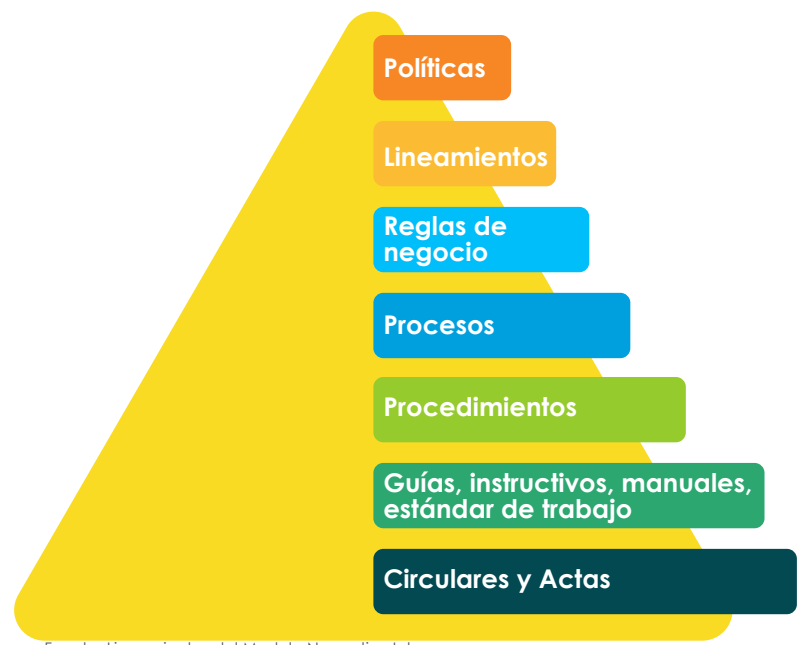 Políticas
Lineamientos
Reglas de
negocio
Procesos
Procedimientos
Guías, instructivos, manuales,
estándar de trabajo
Circulares y Actas